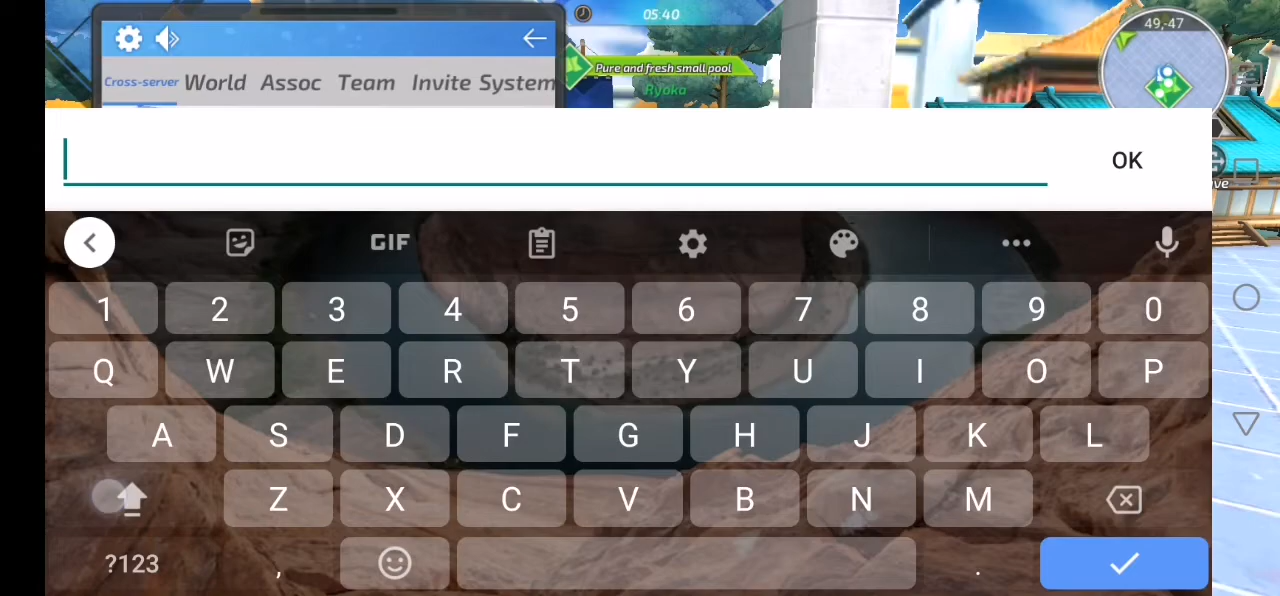 05:40
49,-47
Cross-server World Assoc Team Invite System
Pure and fresh small pool
Ryoka
OK
ve
GIF
1 2 3 4 5 6 7 8 9 0
Q W E R T Y U I O P
A S D F G H J K L
Z X C V B N M
?123 , .